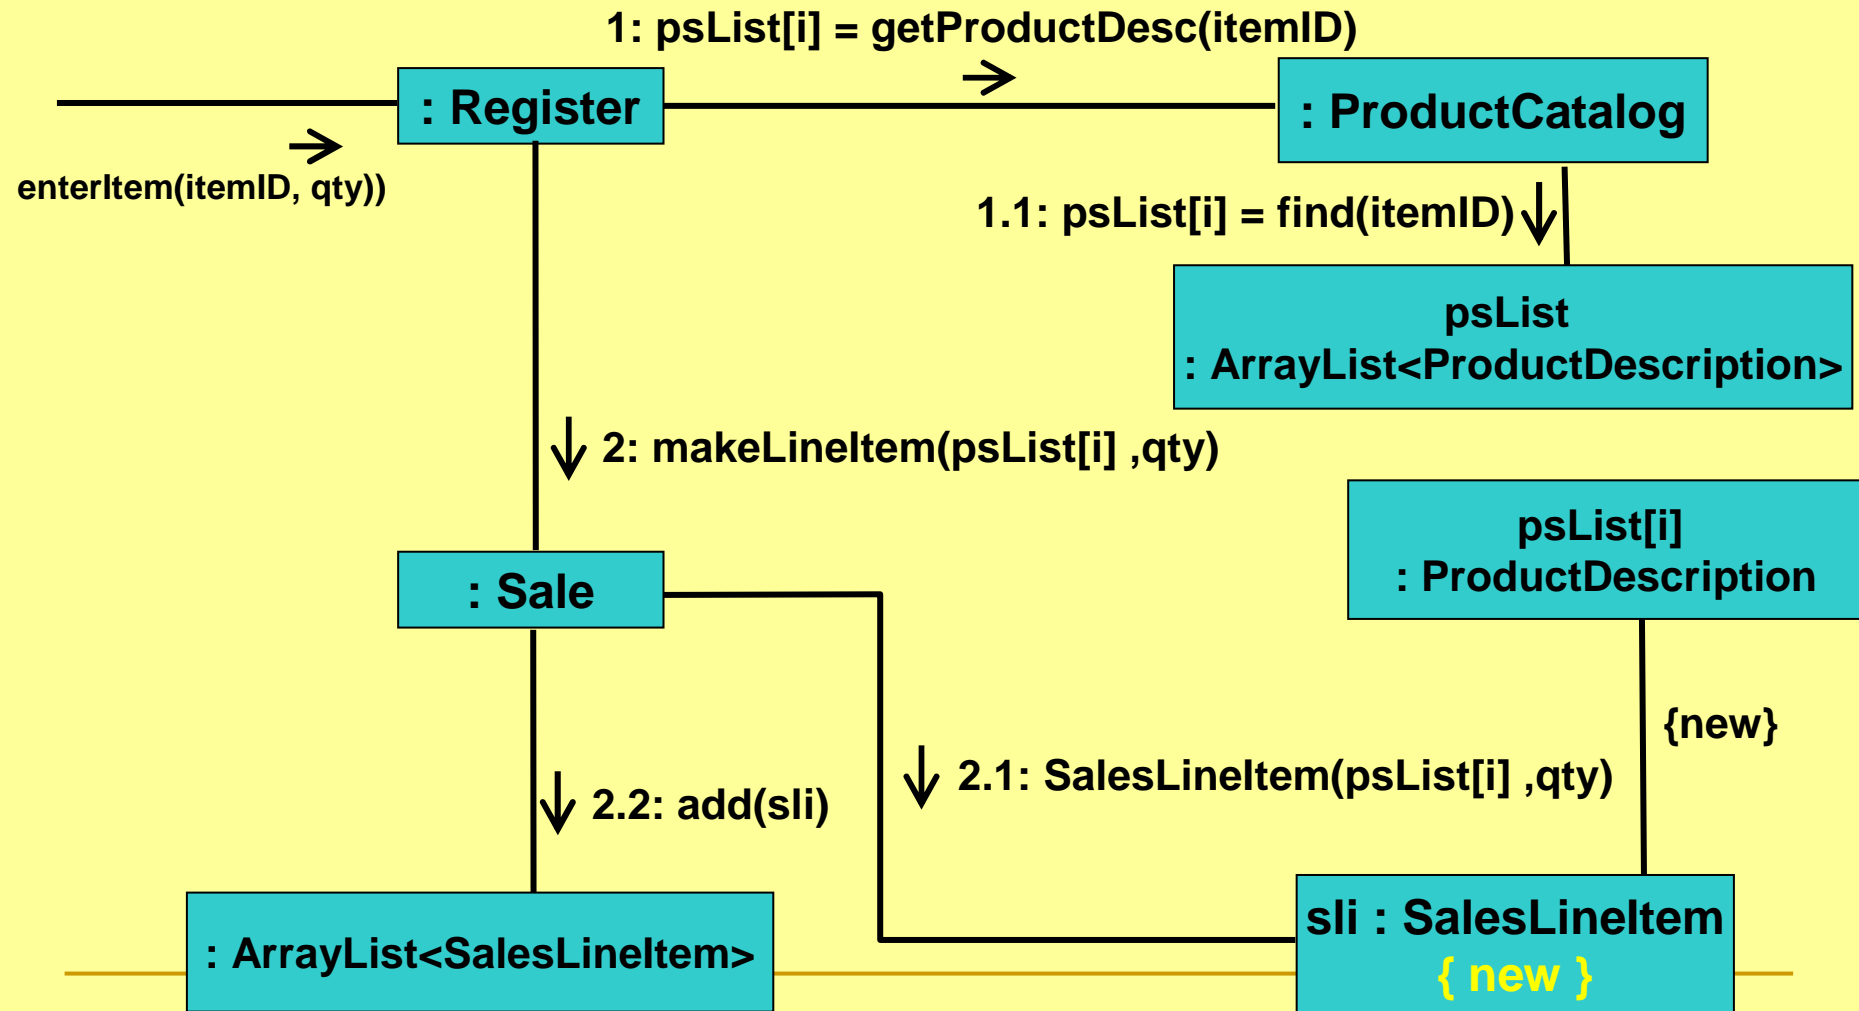 1: psList[i] = getProductDesc(itemID)
: Register
: ProductCatalog
enterItem(itemID, qty))
1.1: psList[i] = find(itemID)
psList
: ArrayList<ProductDescription>
2: makeLineItem(psList[i] ,qty)
psList[i]
: ProductDescription
: Sale
{new}
2.1: SalesLineItem(psList[i] ,qty)
2.2: add(sli)
sli : SalesLineItem
{ new }
: ArrayList<SalesLineItem>